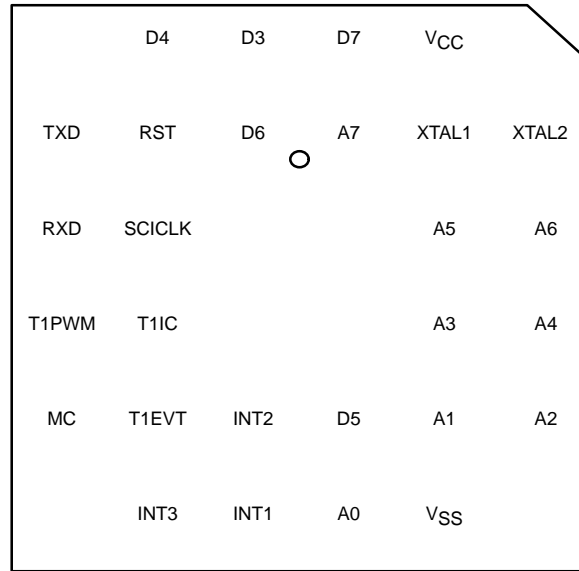 D4 D3 D7 VCC
TXD RST D6 A7 XTAL1 XTAL2
RXD SCICLK A5 A6
T1PWM T1IC A3 A4
MC T1EVT INT2 D5 A1 A2
INT3 INT1 A0 VSS